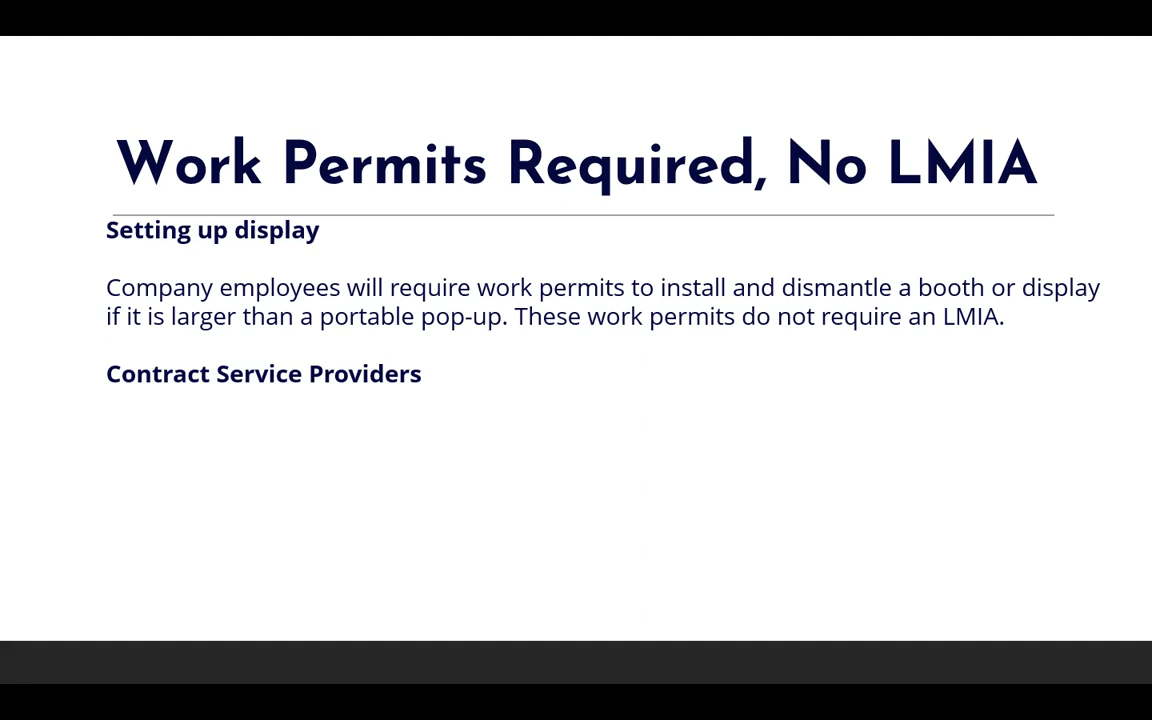 Work Permits Required, No LMIA
Setting up display
Company employees will require work permits to install and dismantle a booth or display
if it is larger than a portable pop-up. These work permits do not require an LMIA.
Contract Service Providers